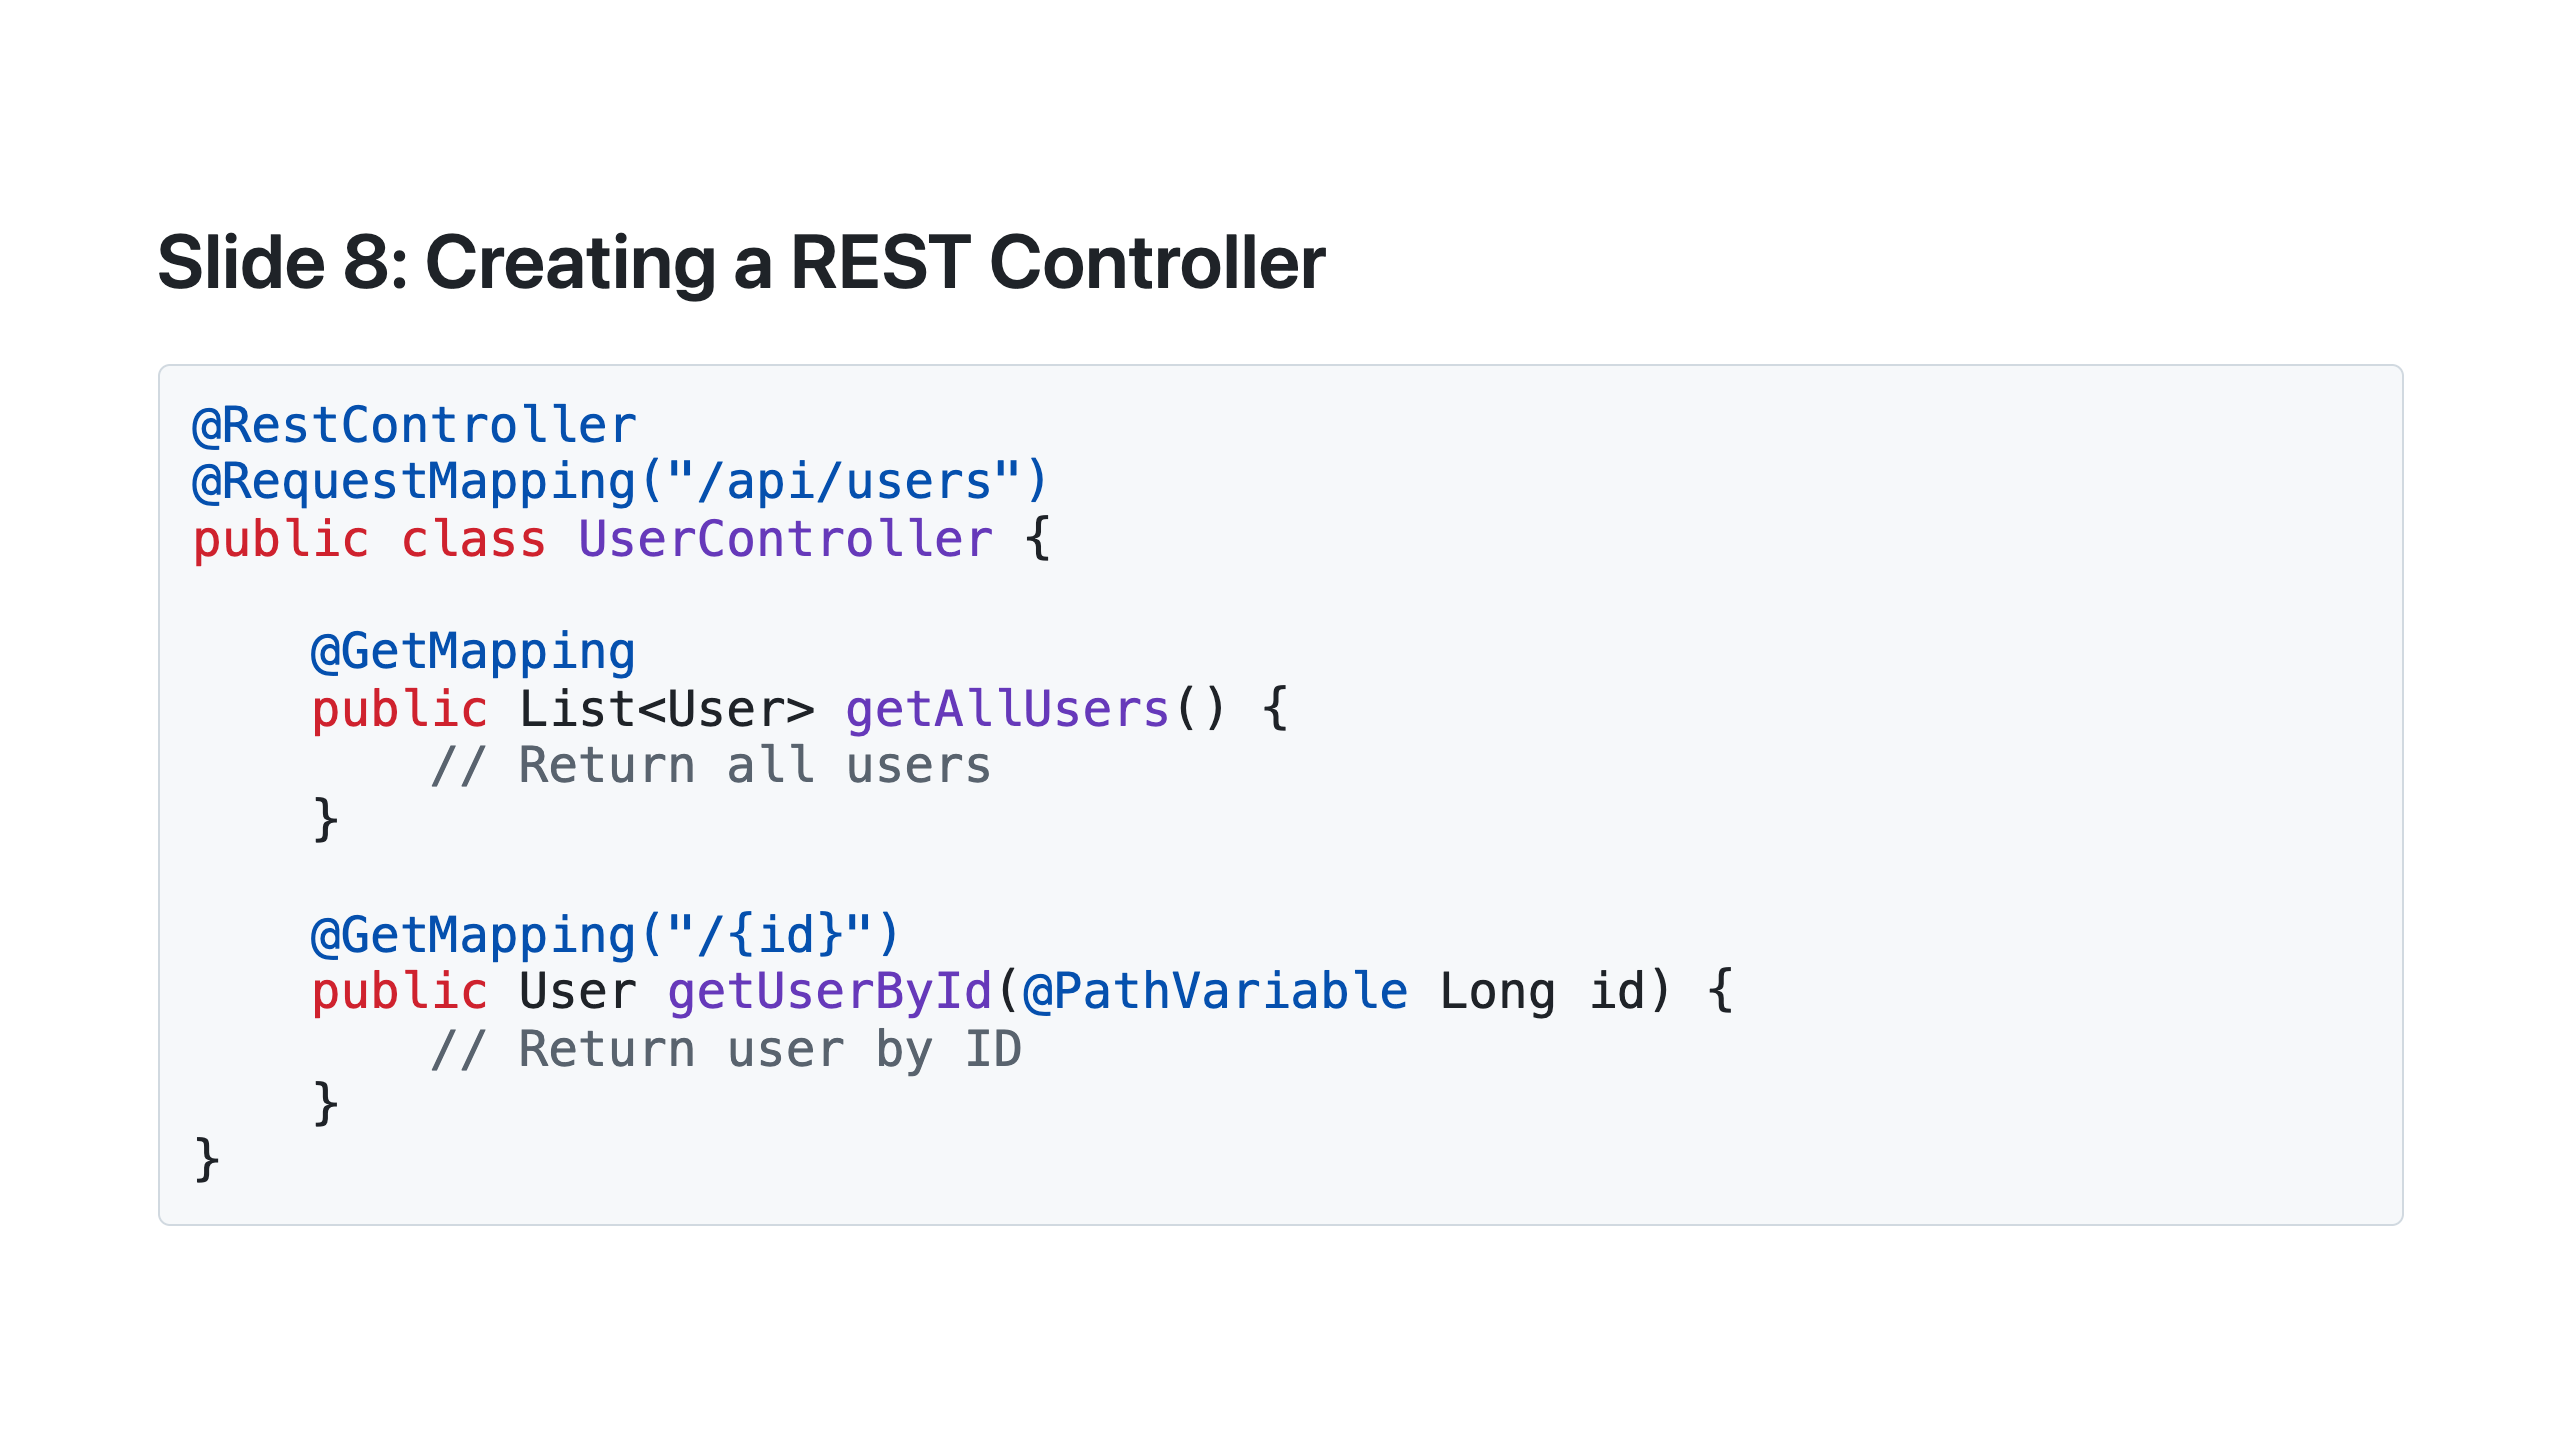 Slide 8: Creating a REST Controller
@RestController
@RequestMapping("/api/users")
public class UserController {
    @GetMapping
    public List<User> getAllUsers() {
        // Return all users
    }
    @GetMapping("/{id}")
    public User getUserById(@PathVariable Long id) {
        // Return user by ID
    }
}